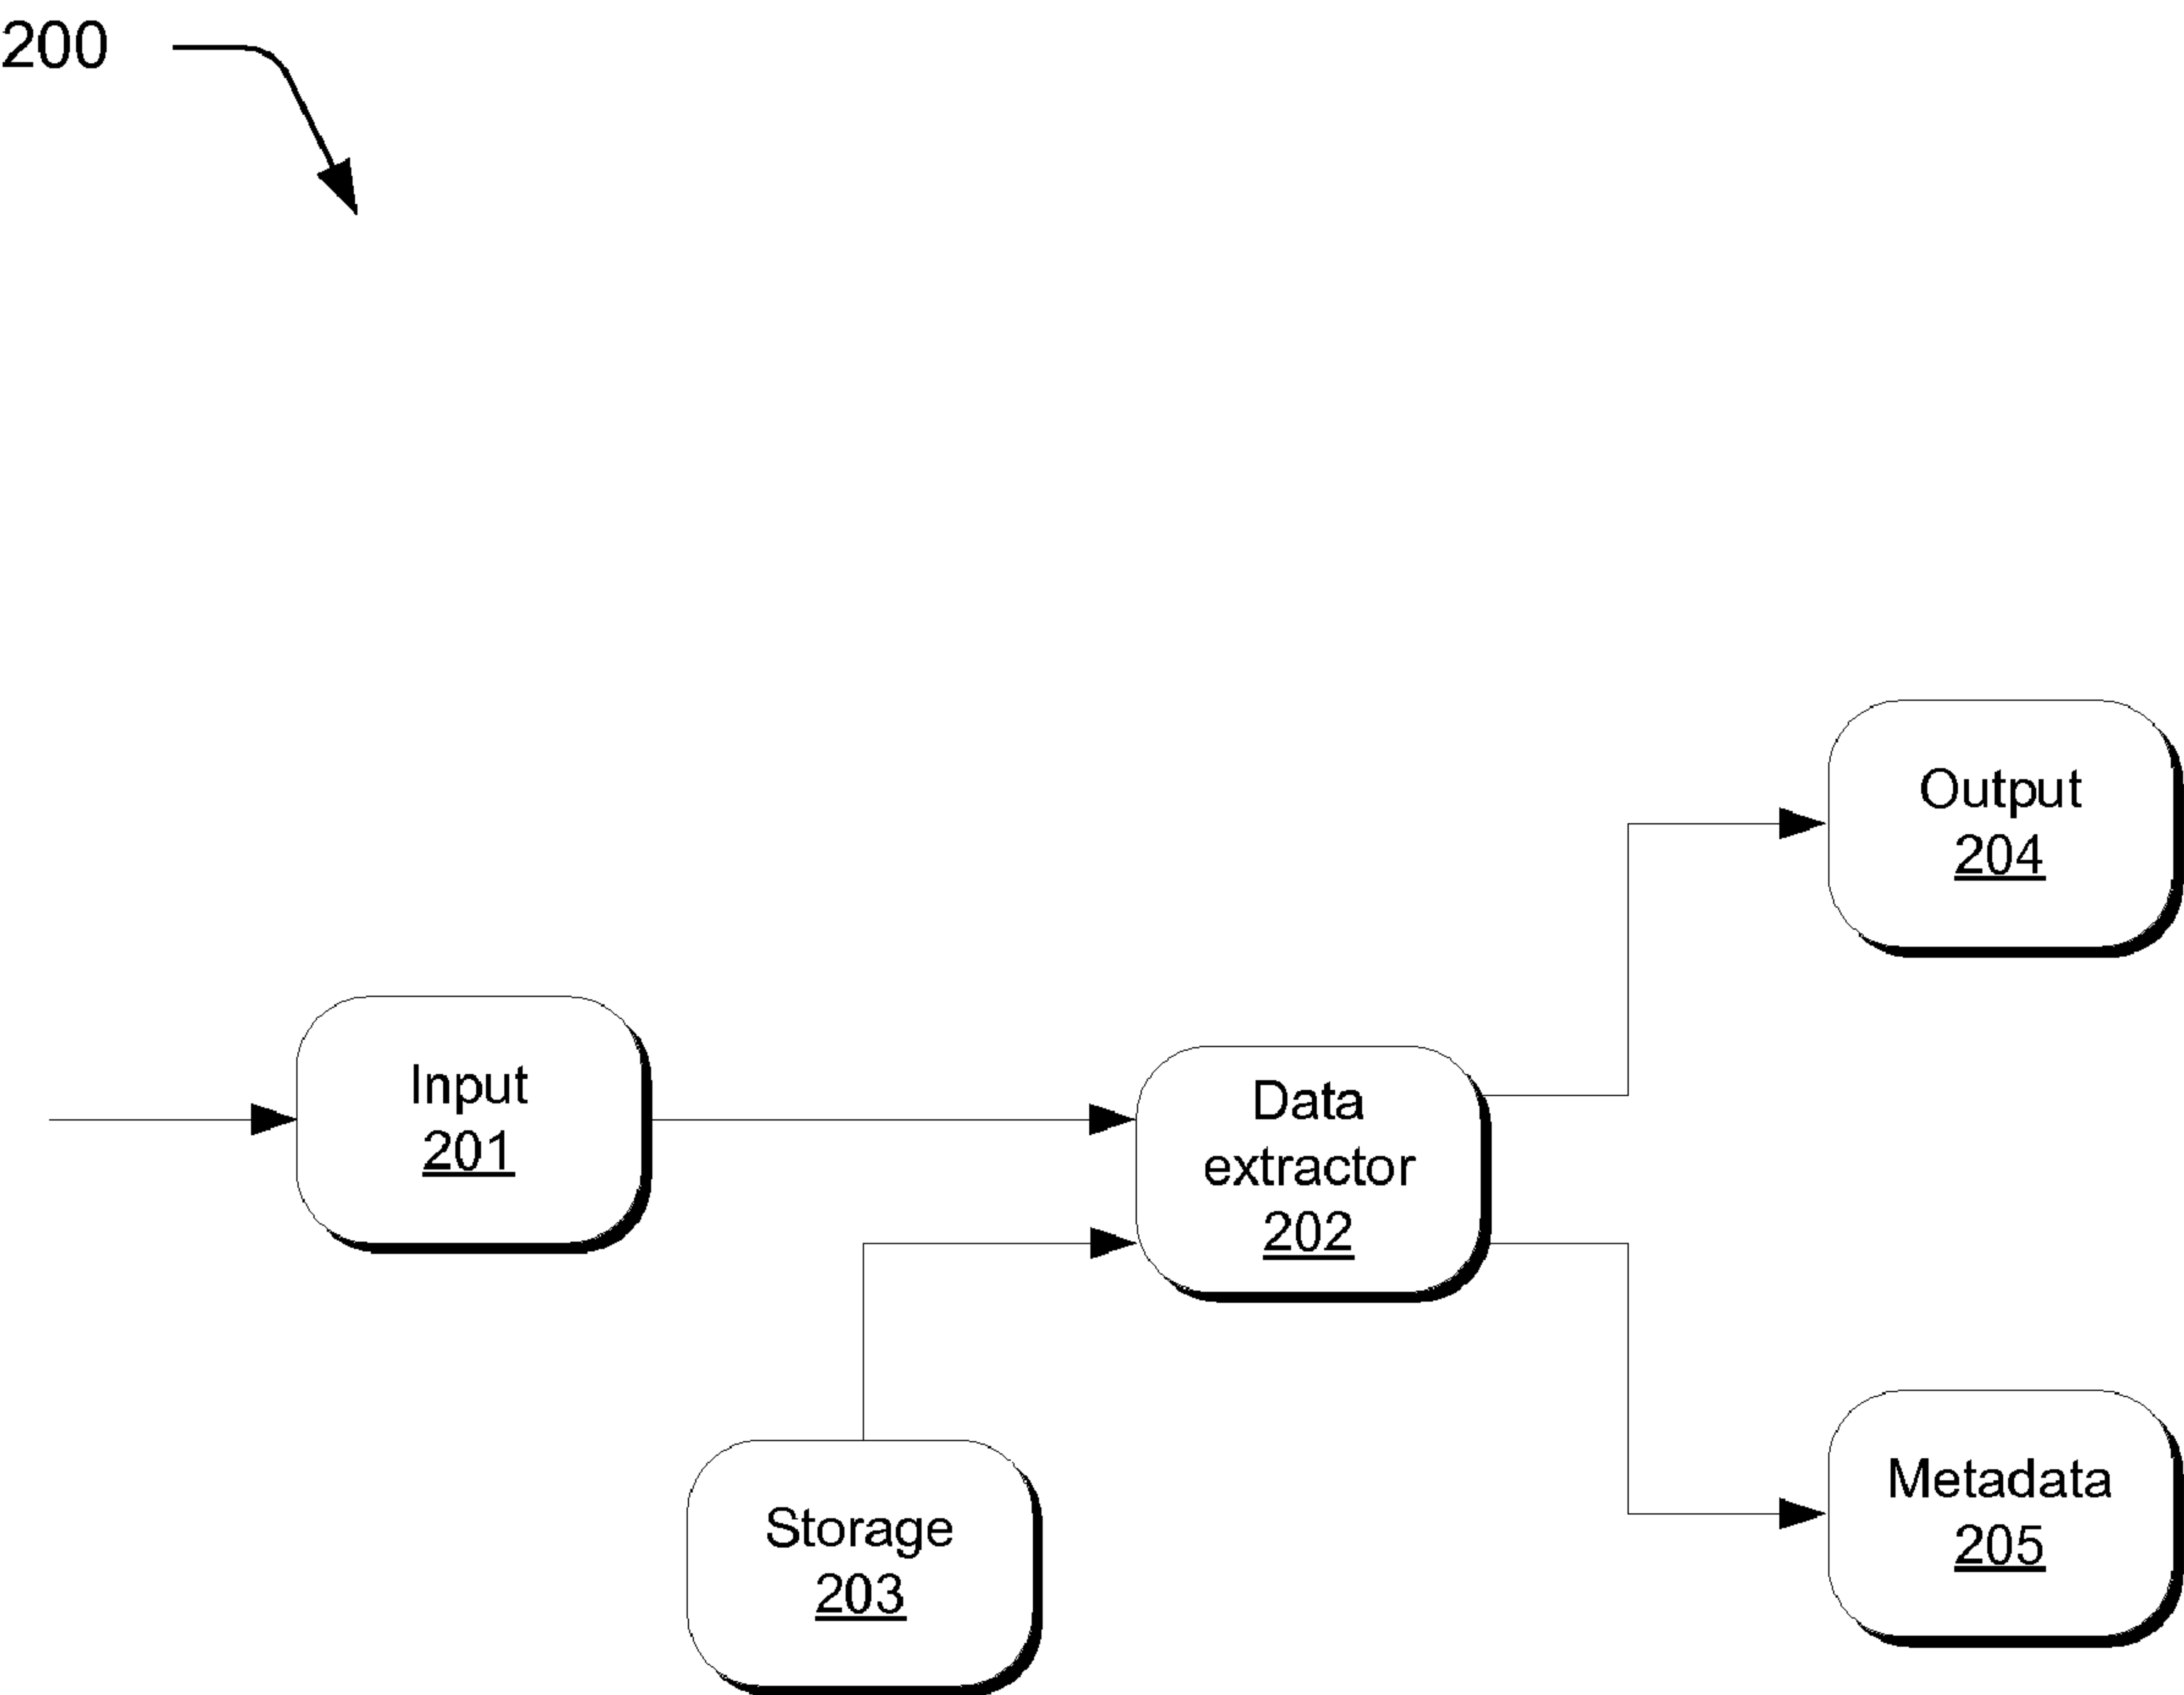 200
Output
204
Input
201
Data
extractor
202
Storage
203
Metadata
205